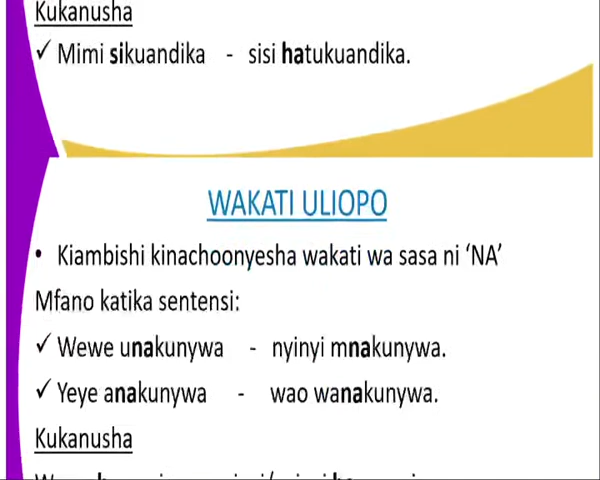 Kukanusha
✓ Mimi sikuandika - sisi hatukuandika.
WAKATI ULIOPO
• Kiambishi kinachoonyesha wakati wa sasa ni ‘NA’
Mfano katika sentensi:
✓ Wewe unakunywa - nyinyi mnakunywa.
✓ Yeye anakunywa - wao wanakunywa.
Kukanusha